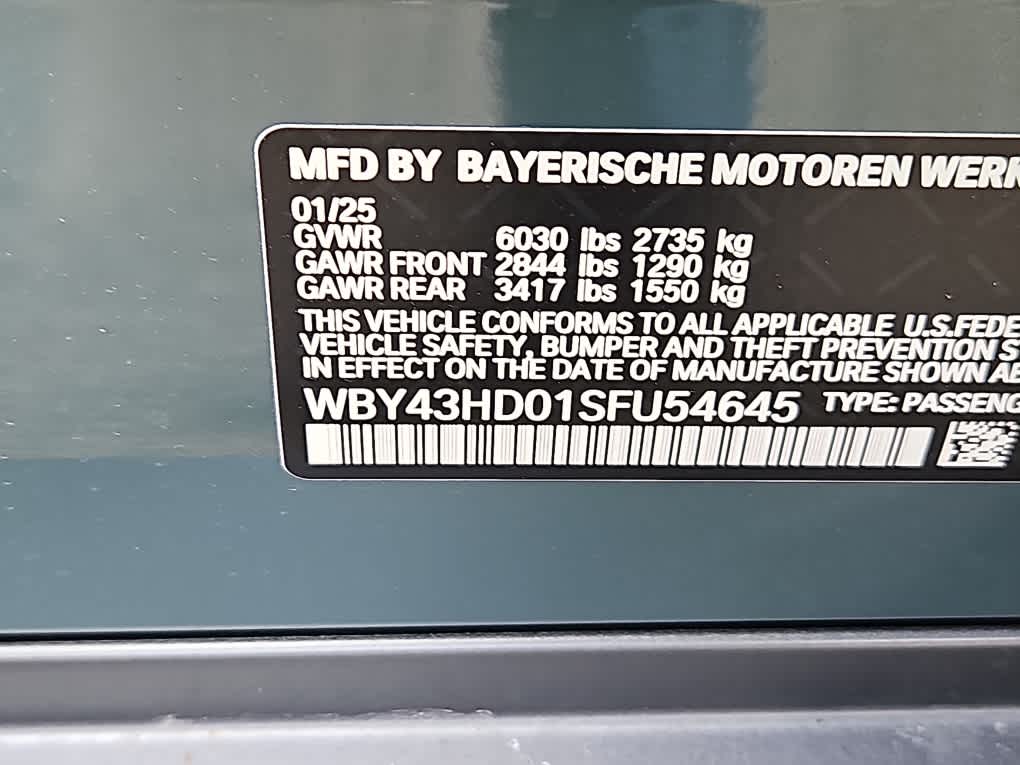 MFD BY BAYERISCHE MOTOREN WERK
01/25
GVWR 6030 lbs 2735 kg
GAWR FRONT 2844 lbs 1290 kg
GAWR REAR 3417 lbs 1550 kg
THIS VEHICLE CONFORMS TO ALL APPLICABLE U.S.FEDE
VEHICLE SAFETY, BUMPER AND THEFT PREVENTION S
IN EFFECT ON THE DATE OF MANUFACTURE SHOWN AB
WBY43HD01SFU54645 TYPE: PASSENG